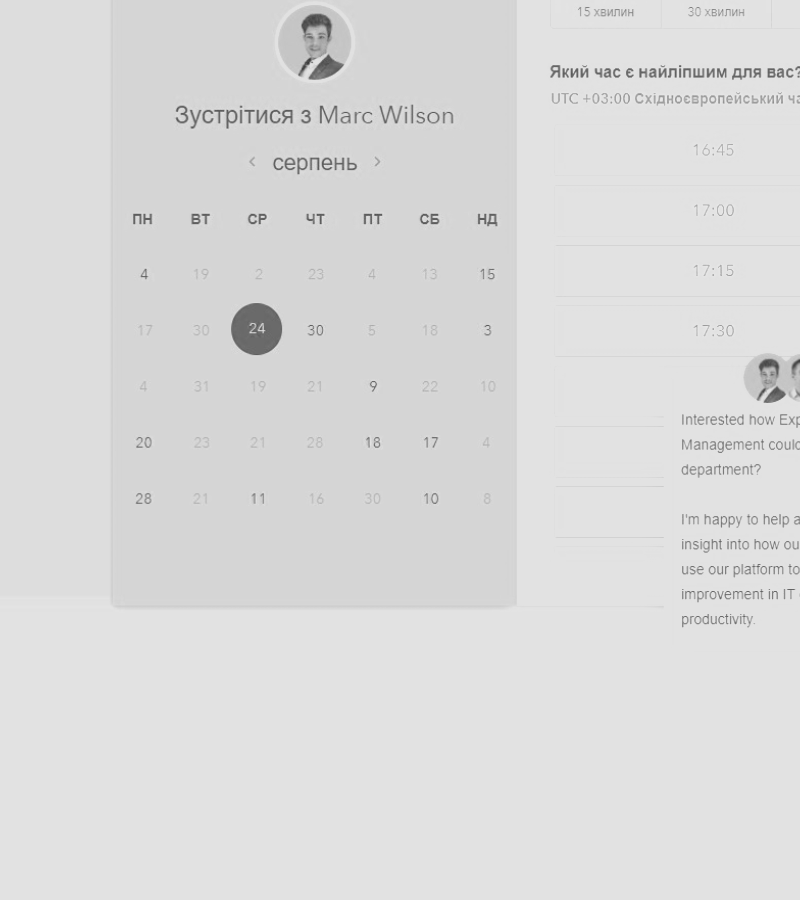 15 хвилин 30 хвилин
Зустрітися з Marc Wilson
серпень
ПН ВТ СР ЧТ ПТ СБ НД
4 19 2 23 4 13 15
17 30 24 30 5 18 3
4 31 19 21 9 22 10
20 23 21 28 18 17 4
28 21 11 16 30 10 8
Який час є найліпшим для вас?
UTC +03:00 Східноєвропейський ча
16:45
17:00
17:15
17:30
Interested how Exp
Management could
department?
I'm happy to help a
insight into how ou
use our platform to
improvement in IT
productivity.